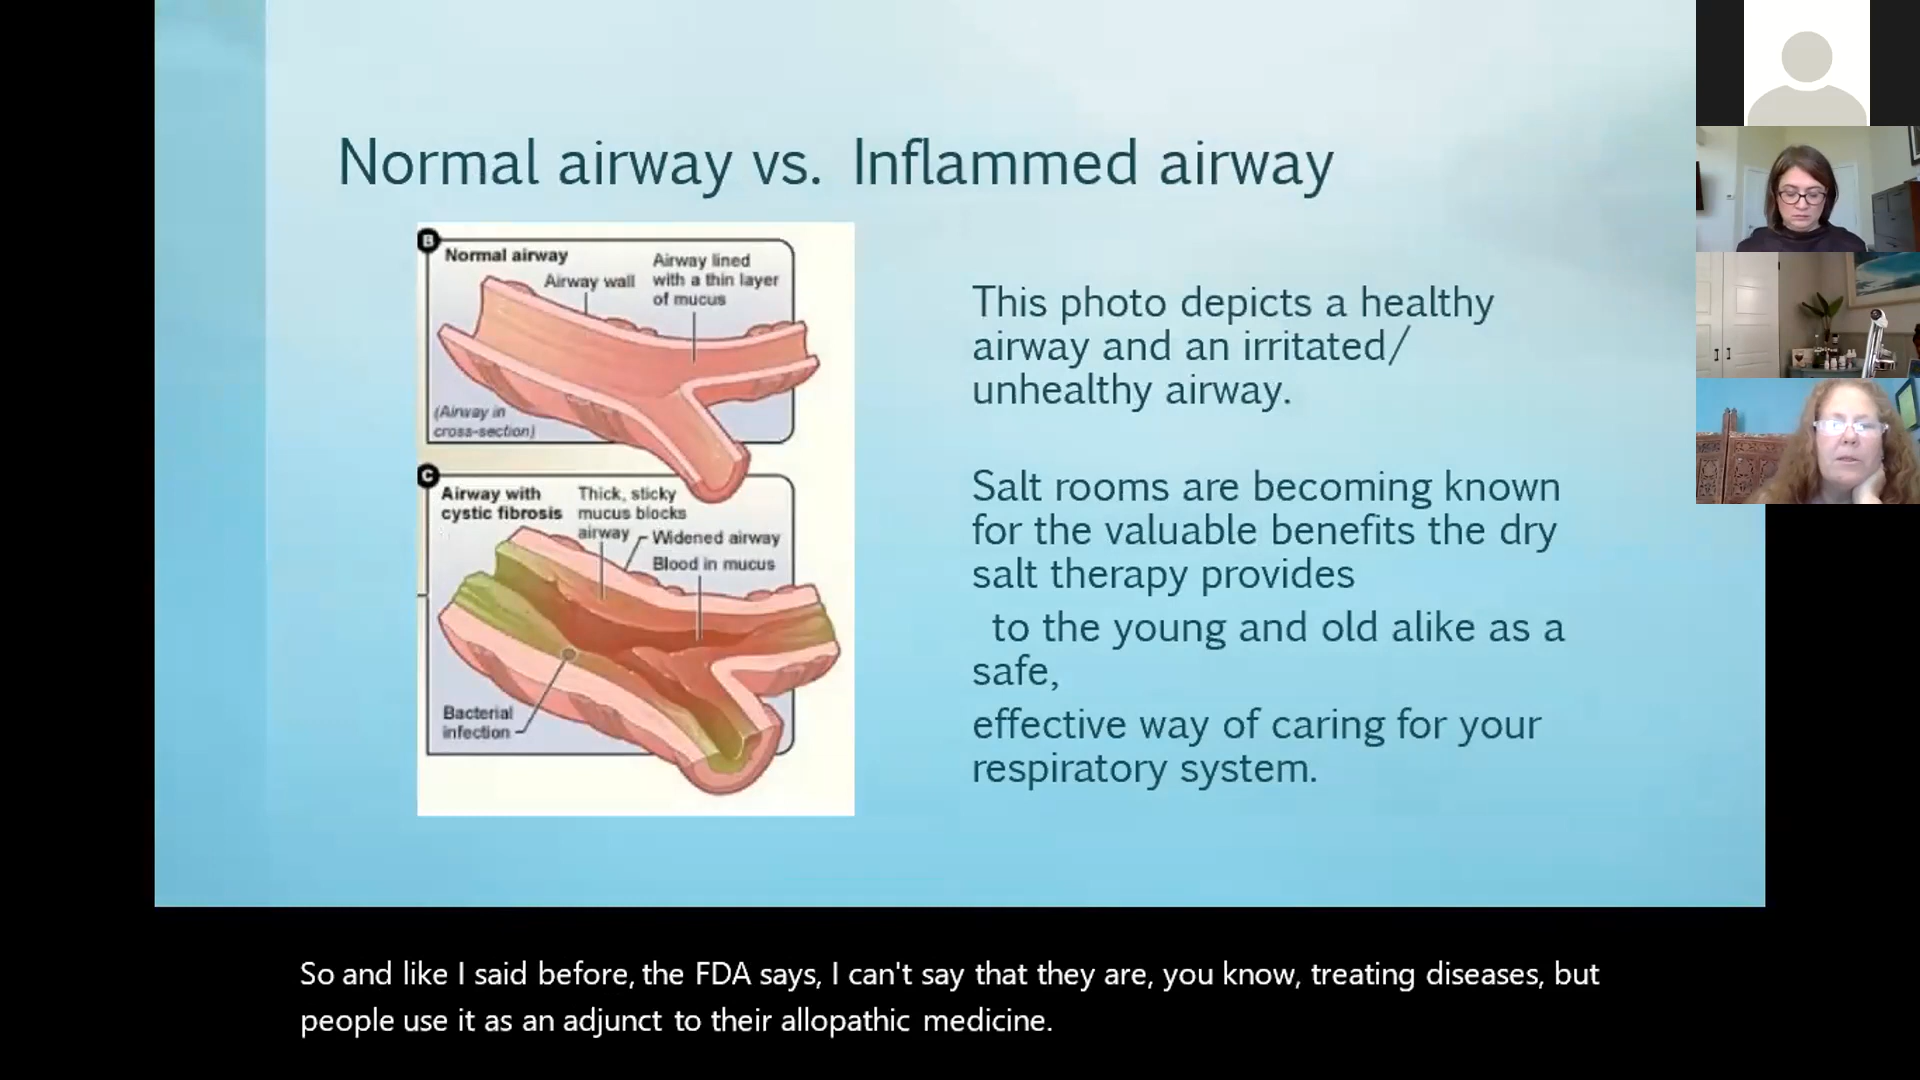 Normal airway vs. Inflammed airway
B
Normal airway
Airway wall
Airway lined
with a thin layer
of mucus
(Airway in
cross-section)
C
Airway with
cystic fibrosis
Thick, sticky
mucus blocks
airway
Widened airway
Blood in mucus
Bacterial
infection
This photo depicts a healthy
airway and an irritated/
unhealthy airway.
Salt rooms are becoming known
for the valuable benefits the dry
salt therapy provides
to the young and old alike as a
safe,
effective way of caring for your
respiratory system.
So and like I said before, the FDA says, I can't say that they are, you know, treating diseases, but
people use it as an adjunct to their allopathic medicine.